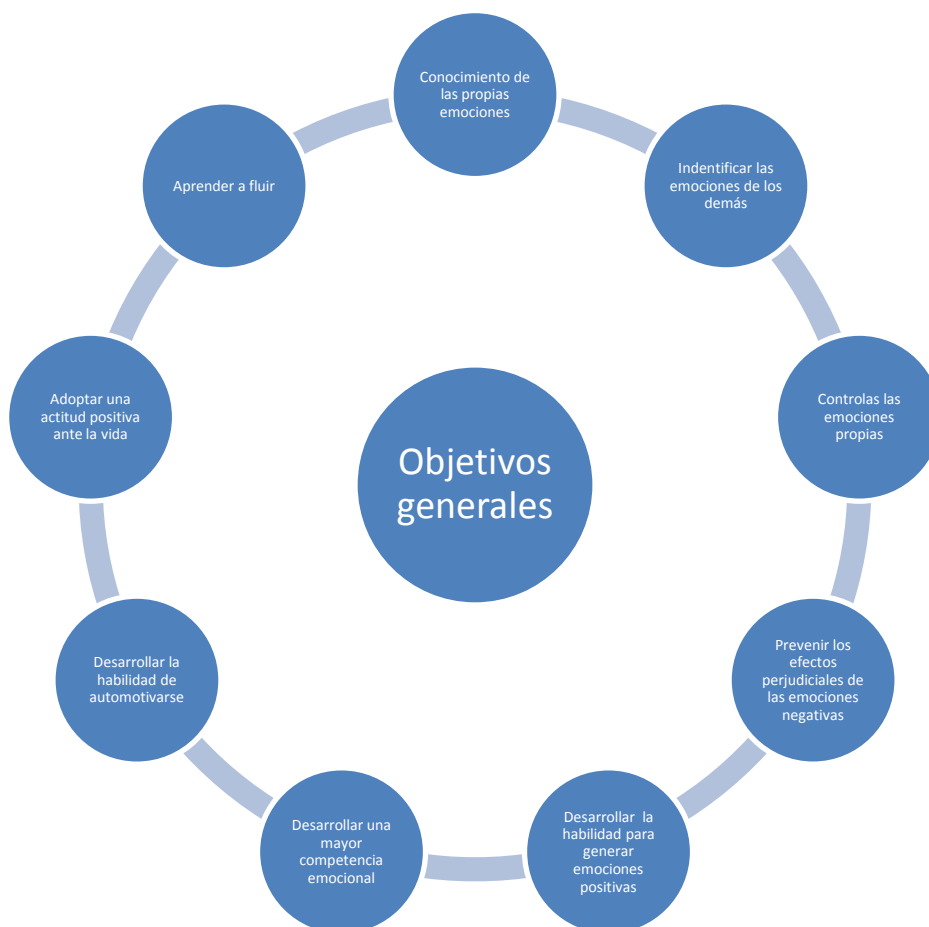 Conocimiento de
las propias
emociones
Indentificar las
emociones de los
demás
Controlas las
emociones
propias
Prevenir los
efectos
perjudiciales de
las emociones
negativas
Desarrollar la
habilidad para
generar
emociones
positivas
Desarrollar una
mayor
competencia
emocional
Desarrollar la
habilidad de
automotivarse
Adoptar una
actitud positiva
ante la vida
Aprender a fluir
Objetivos
generales